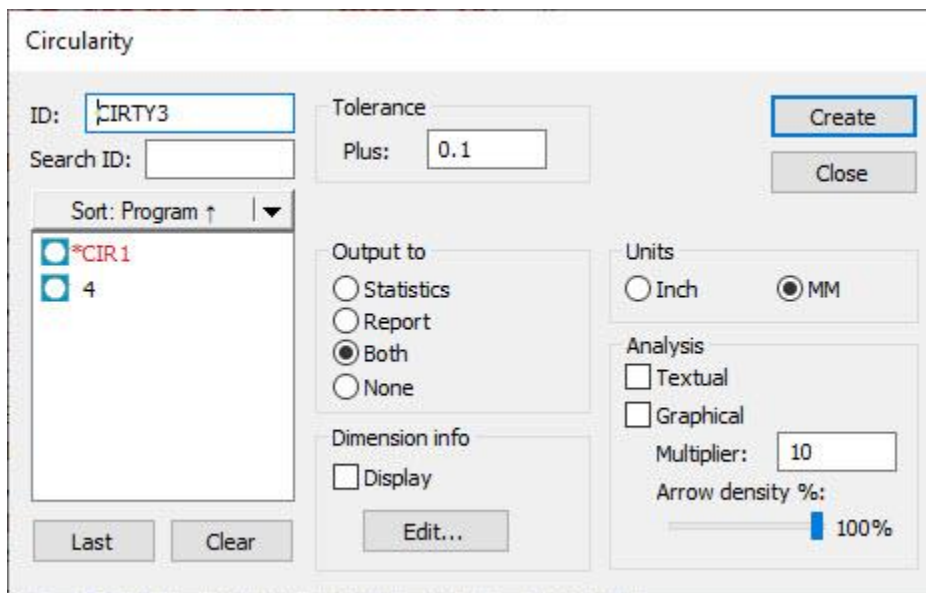 Circularity
ID: CIRTY3
Search ID:
Sort: Program ↑
*CIR1
4
Last
Clear
Tolerance
Plus: 0.1
Output to
Statistics
Report
Both
None
Dimension info
Display
Edit...
Create
Close
Units
Inch
MM
Analysis
Textual
Graphical
Multiplier: 10
Arrow density %:
100%